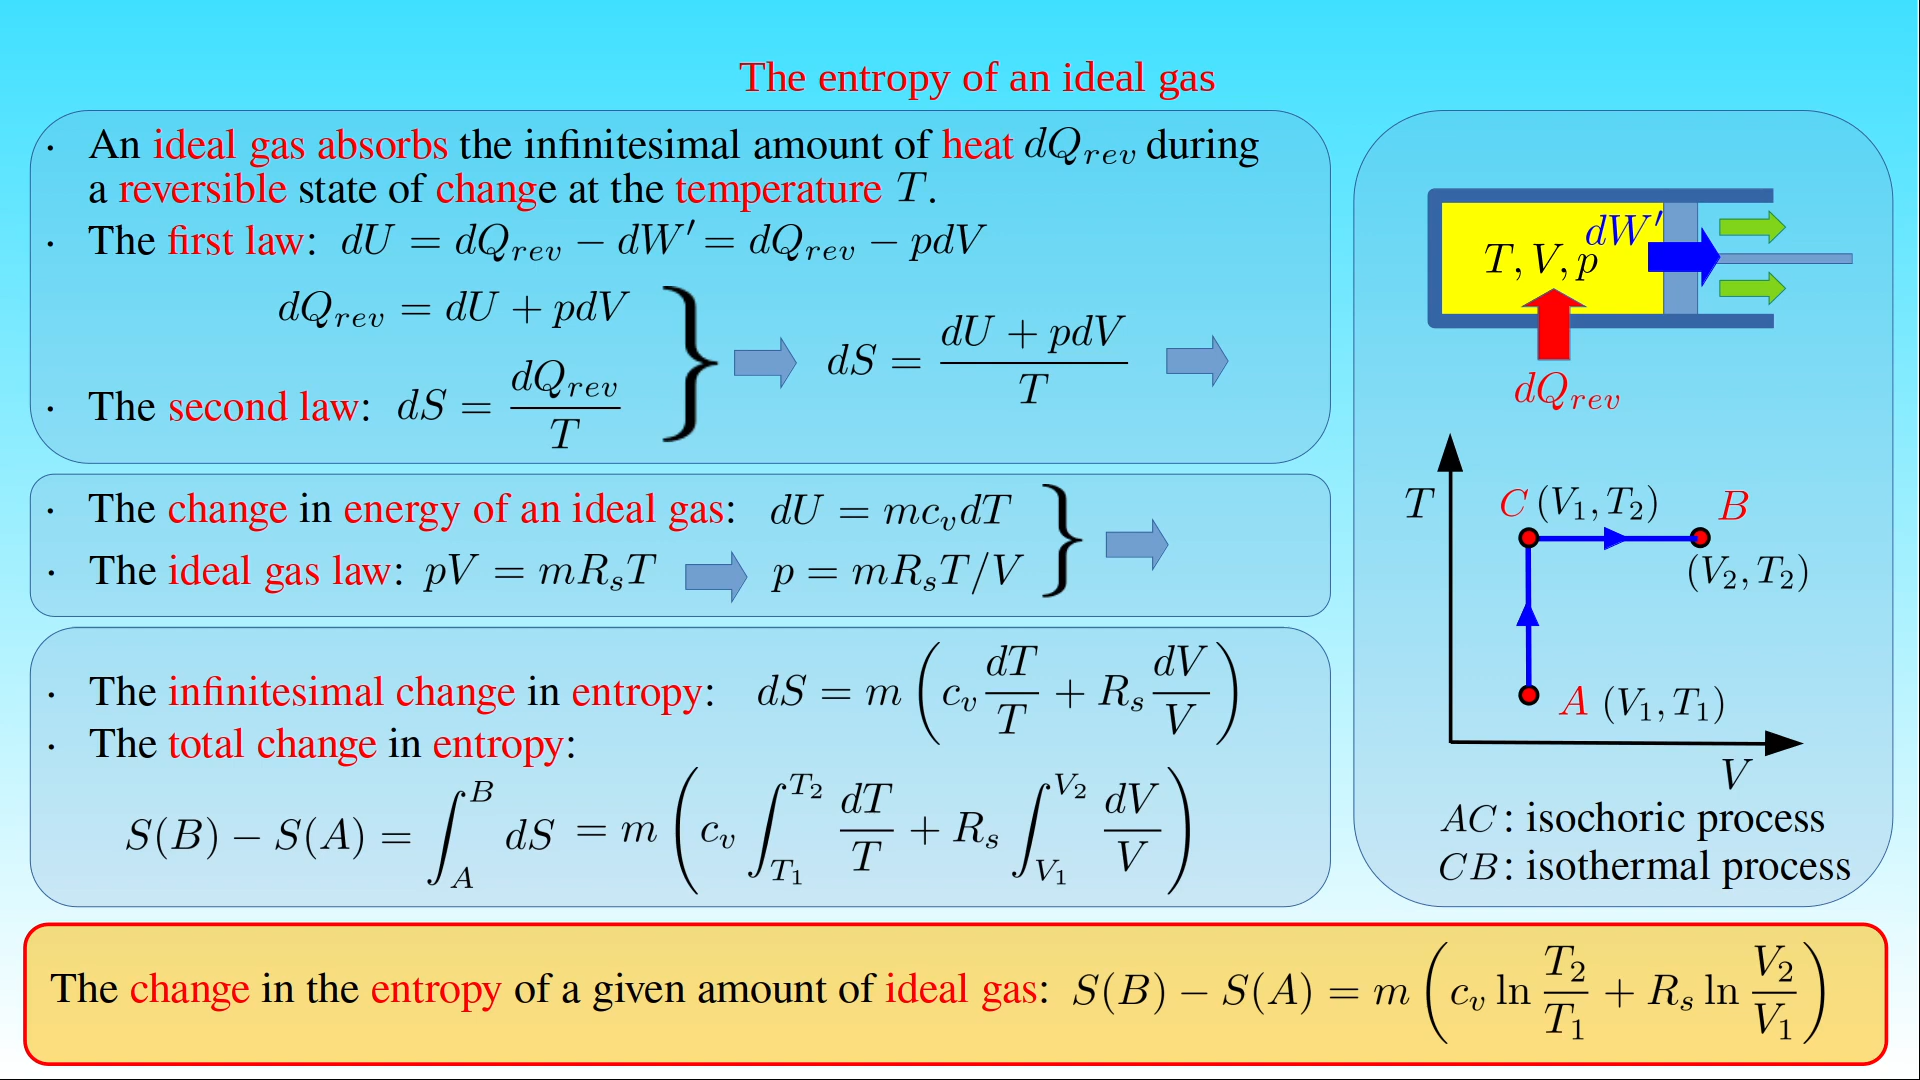 The entropy of an ideal gas
· An ideal gas absorbs the infinitesimal amount of heat dQ_rev during
a reversible state of change at the temperature T.
· The first law: dU = dQ_rev − dW′ = dQ_rev − pdV
dQ_rev = dU + pdV
· The second law: dS = dQ_rev / T } dS = (dU + pdV) / T
· The change in energy of an ideal gas: dU = mc_v dT
· The ideal gas law: pV = mR_sT p = mR_sT/V }
· The infinitesimal change in entropy: dS = m (c_v dT/T + R_s dV/V)
· The total change in entropy:
S(B) − S(A) = ∫_A^B dS = m (c_v ∫_{T_1}^{T_2} dT/T + R_s ∫_{V_1}^{V_2} dV/V)
dW′
T, V, p
dQ_rev
T
C (V_1, T_2) B
(V_2, T_2)
A (V_1, T_1)
V
AC: isochoric process
CB: isothermal process
The change in the entropy of a given amount of ideal gas: S(B) − S(A) = m (c_v ln T_2/T_1 + R_s ln V_2/V_1)